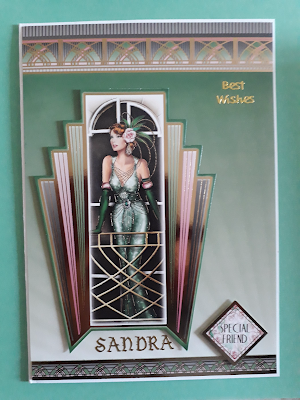 Best
Wishes
SANDRA
SPECIAL
FRIEND